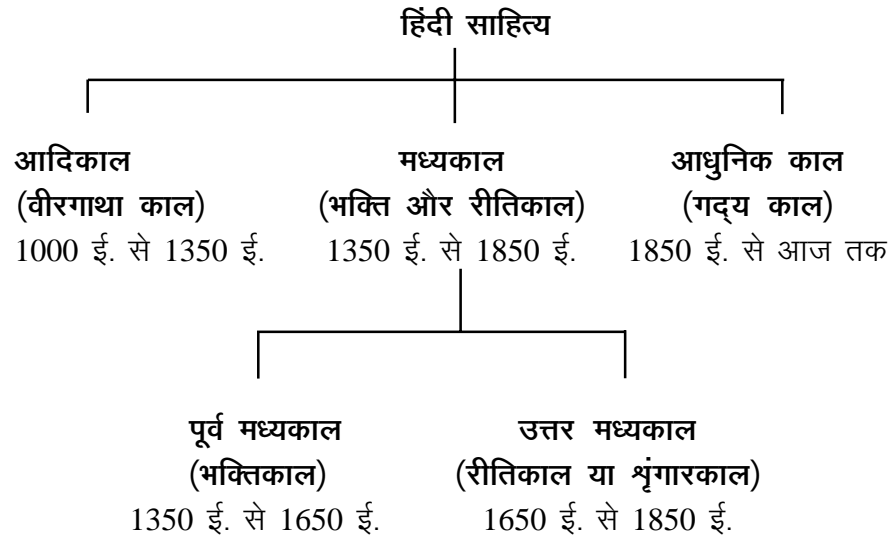 हिंदी साहित्य
आदिकाल
(वीरगाथा काल)
1000 ई. से 1350 ई.
मध्यकाल
(भक्ति और रीतिकाल)
1350 ई. से 1850 ई.
आधुनिक काल
(गद्‌य काल)
1850 ई. से आज तक
पूर्व मध्यकाल
(भक्तिकाल)
1350 ई. से 1650 ई.
उत्तर मध्यकाल
(रीतिकाल या शृंगारकाल)
1650 ई. से 1850 ई.